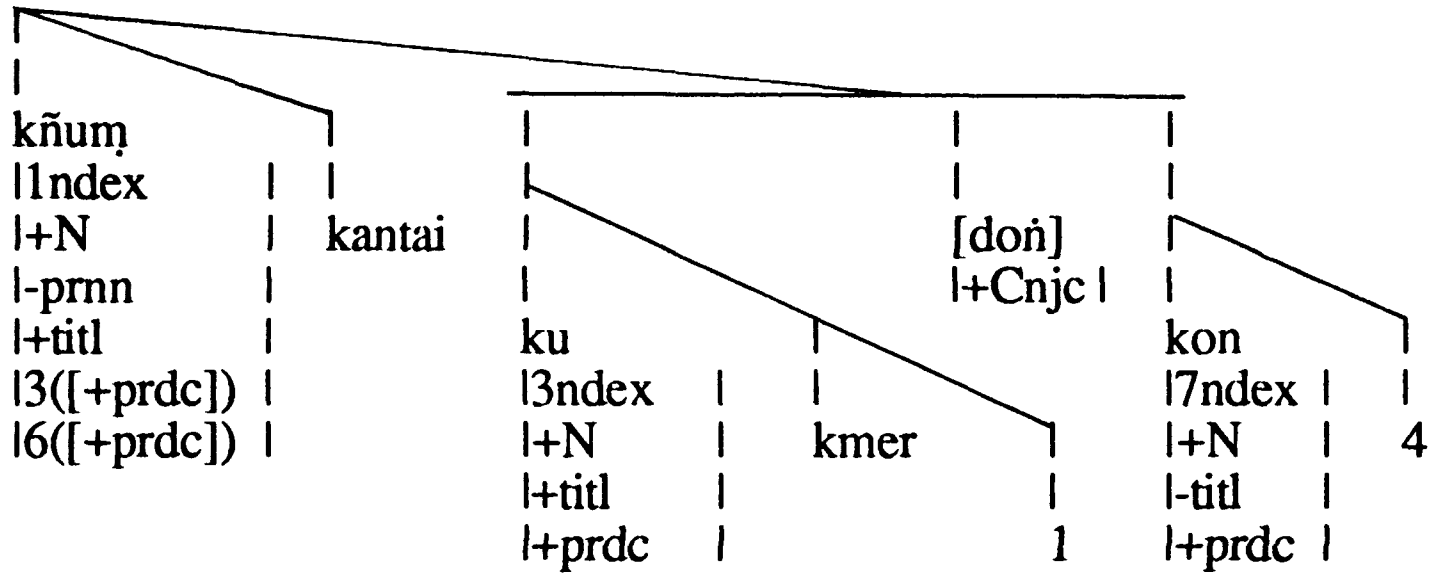 kñuṃ
|1ndex
|+N kantai [doṅ]
|-prnn |+Cnjc |
|+titl ku kon
|3([+prdc]) | |3ndex | |7ndex |
|6([+prdc]) | |+N kmer |+N | 4
|+titl | |-titl |
|+prdc | 1 |+prdc |